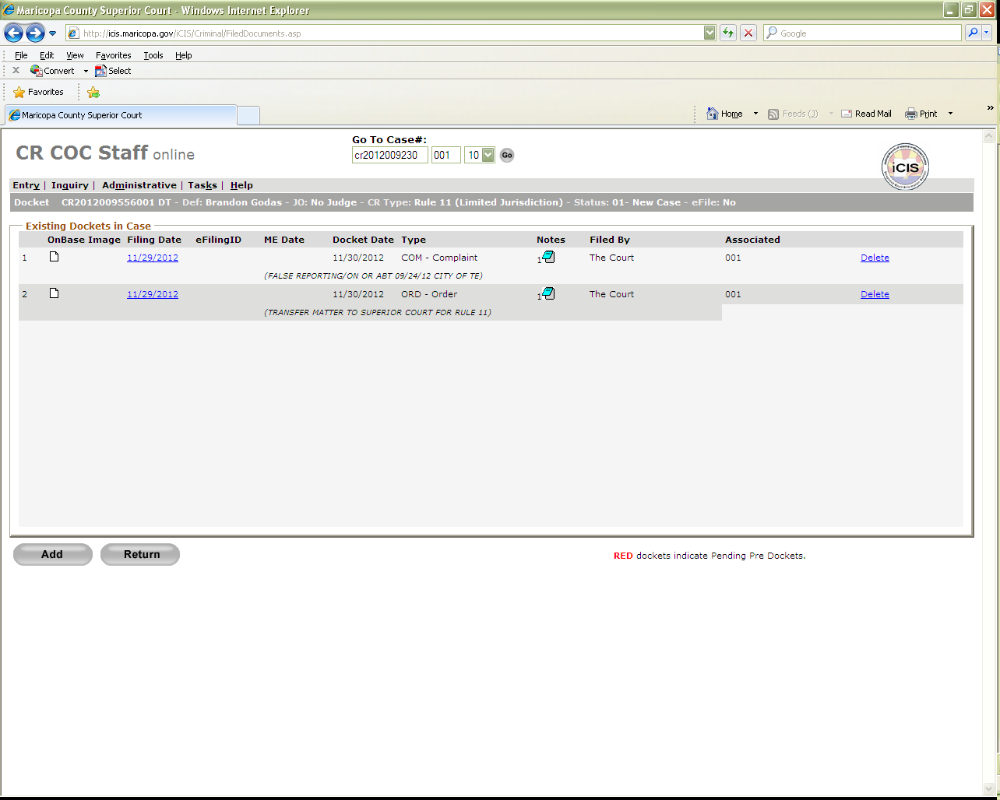 Maricopa County Superior Court - Windows Internet Explorer
http://icis.maricopa.gov/iCIS/Criminal/FiledDocuments.asp Google
File Edit View Favorites Tools Help
X Convert Select
Favorites
Maricopa County Superior Court Home Feeds (J) Read Mail Print »
CR COC Staff online
Go To Case#:
cr2012009230 001 10 Go
iCIS
Entry | Inquiry | Administrative | Tasks | Help
Docket CR2012009556001 DT - Def: Brandon Godas - JO: No Judge - CR Type: Rule 11 (Limited Jurisdiction) - Status: 01- New Case - eFile: No
Existing Dockets in Case
OnBase Image Filing Date eFilingID ME Date Docket Date Type Notes Filed By Associated
1 11/29/2012 11/30/2012 COM - Complaint 1 The Court 001 Delete
(FALSE REPORTING/ON OR ABT 09/24/12 CITY OF TE)
2 11/29/2012 11/30/2012 ORD - Order 1 The Court 001 Delete
(TRANSFER MATTER TO SUPERIOR COURT FOR RULE 11)
Add Return RED dockets indicate Pending Pre Dockets.